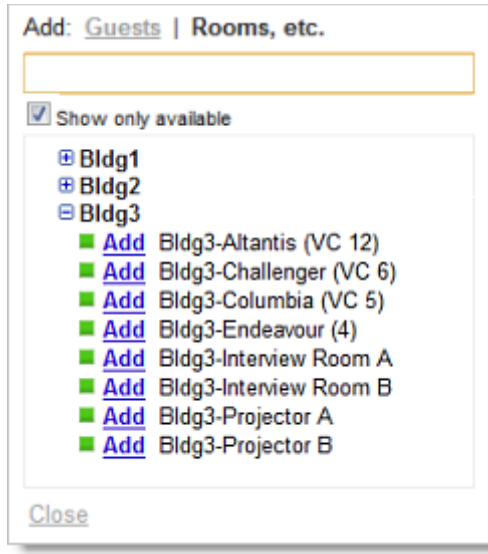 Add: Guests | Rooms, etc.
Show only available
Bldg1
Bldg2
Bldg3
Add Bldg3-Altantis (VC 12)
Add Bldg3-Challenger (VC 6)
Add Bldg3-Columbia (VC 5)
Add Bldg3-Endeavour (4)
Add Bldg3-Interview Room A
Add Bldg3-Interview Room B
Add Bldg3-Projector A
Add Bldg3-Projector B
Close